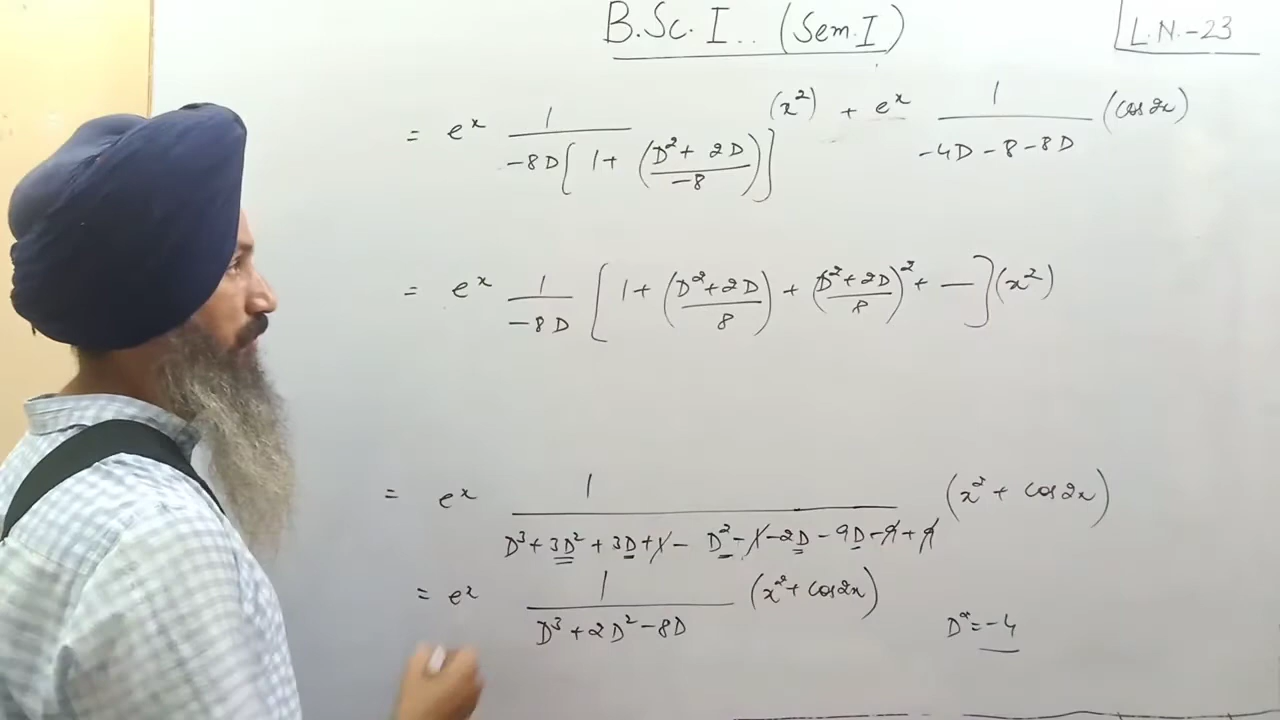 B.Sc. I.. (Sem. I)
L.N.-23
= e^x 1/(-8D[1 + ((D^2 + 2D)/-8)]) (x^2) + e^x 1/(-4D - 8 - 8D) (cos2x)
= e^x 1/(-8D) [1 + ((D^2+2D)/8) + ((D^2+2D)/8)^2 + —](x^2)
= e^x 1/(D^3 + 3D^2 + 3D + 1 - D^2 - 1 - 2D - 9D - 9 + 9) (x^2 + cos2x)
= e^x 1/(D^3 + 2D^2 - 8D) (x^2 + cos2x)
D^2 = -4